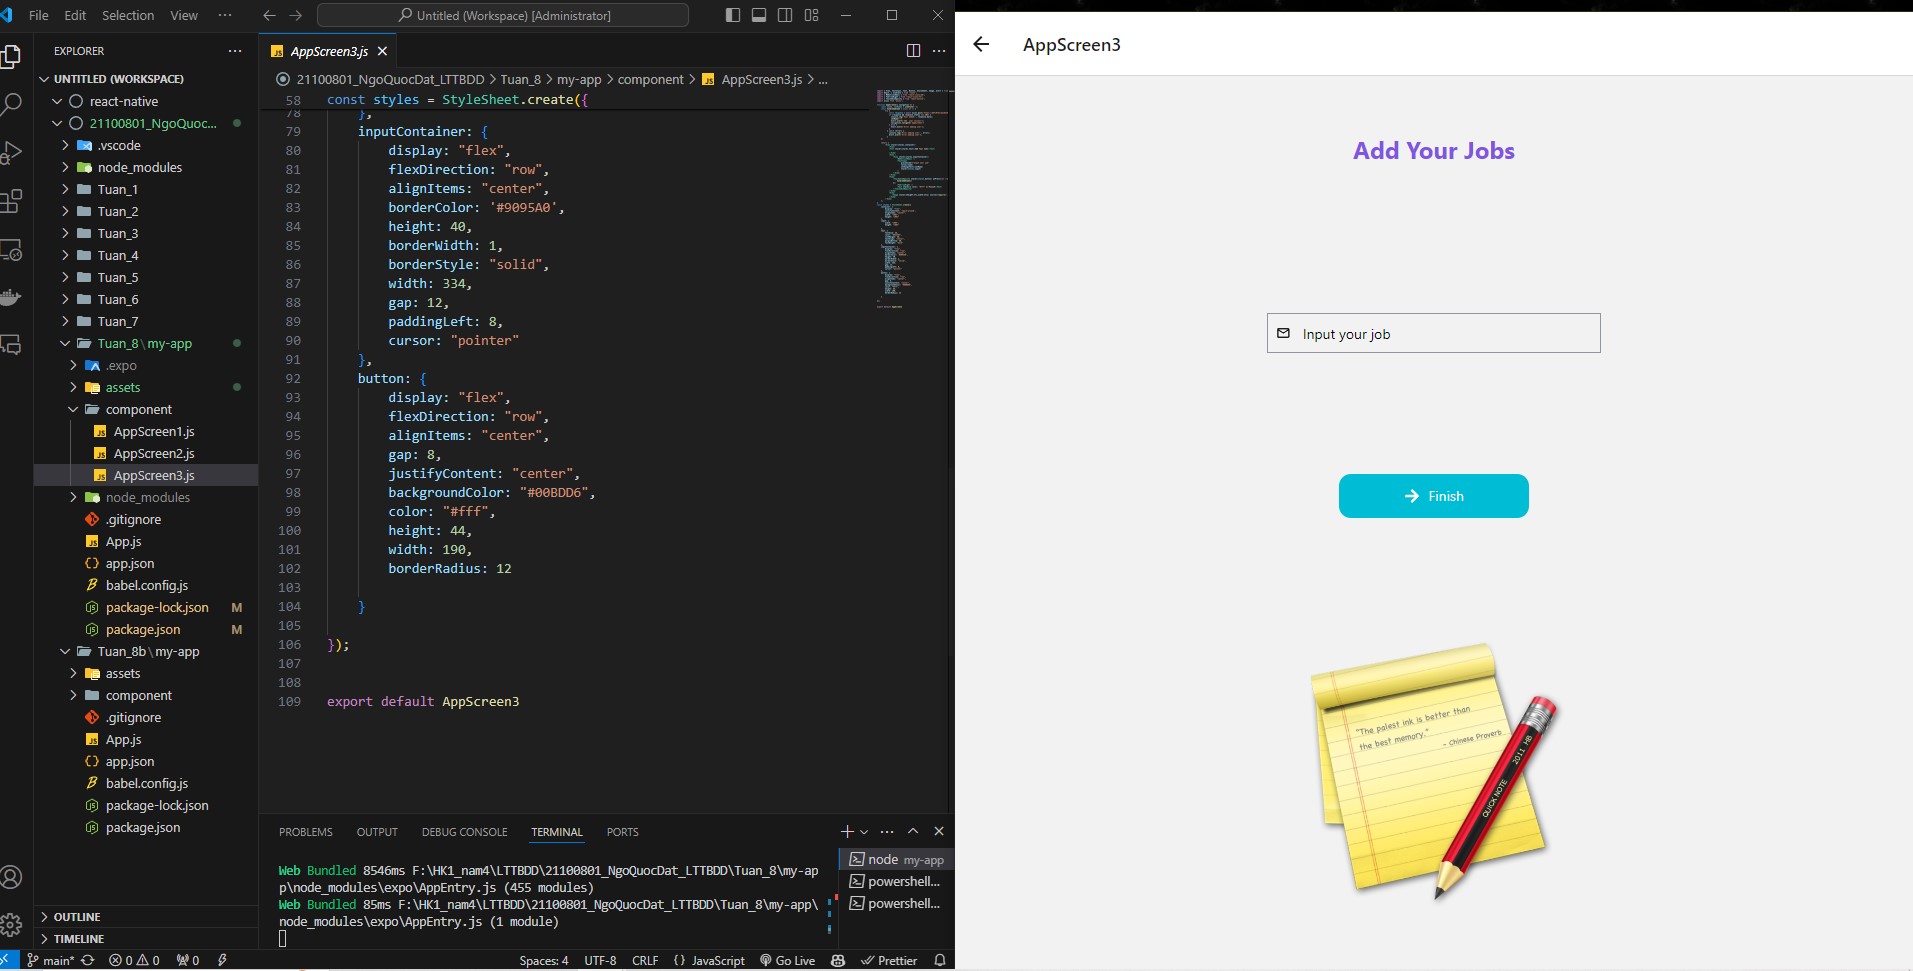 File Edit Selection View ··· Untitled (Workspace) [Administrator]
EXPLORER ···
UNTITLED (WORKSPACE)
react-native
21100801_NgoQuoc...
.vscode
node_modules
Tuan_1
Tuan_2
Tuan_3
Tuan_4
Tuan_5
Tuan_6
Tuan_7
Tuan_8\my-app
.expo
assets
component
AppScreen1.js
AppScreen2.js
AppScreen3.js
node_modules
.gitignore
App.js
app.json
babel.config.js
package-lock.json M
package.json M
Tuan_8b\my-app
assets
component
.gitignore
App.js
app.json
babel.config.js
package-lock.json
package.json
OUTLINE
TIMELINE
AppScreen3.js
21100801_NgoQuocDat_LTTBDD > Tuan_8 > my-app > component > AppScreen3.js > ...
58 const styles = StyleSheet.create({
78 },
79 inputContainer: {
80 display: "flex",
81 flexDirection: "row",
82 alignItems: "center",
83 borderColor: '#9095A0',
84 height: 40,
85 borderWidth: 1,
86 borderStyle: "solid",
87 width: 334,
88 gap: 12,
89 paddingLeft: 8,
90 cursor: "pointer"
91 },
92 button: {
93 display: "flex",
94 flexDirection: "row",
95 alignItems: "center",
96 gap: 8,
97 justifyContent: "center",
98 backgroundColor: "#00BDD6",
99 color: "#fff",
100 height: 44,
101 width: 190,
102 borderRadius: 12
103
104 }
105
106 });
107
108
109 export default AppScreen3
PROBLEMS OUTPUT DEBUG CONSOLE TERMINAL PORTS
Web Bundled 8546ms F:\HK1_nam4\LTTBDD\21100801_NgoQuocDat_LTTBDD\Tuan_8\my-ap
p\node_modules\expo\AppEntry.js (455 modules)
Web Bundled 85ms F:\HK1_nam4\LTTBDD\21100801_NgoQuocDat_LTTBDD\Tuan_8\my-app\
node_modules\expo\AppEntry.js (1 module)
node my-app
powershell...
powershell...
main* 0 0 0 Spaces: 4 UTF-8 CRLF {} JavaScript Go Live Prettier
AppScreen3
Add Your Jobs
Input your job
Finish
"The palest ink is better than
the best memory."
- Chinese Proverb
QUICK NOTE 2011 HB